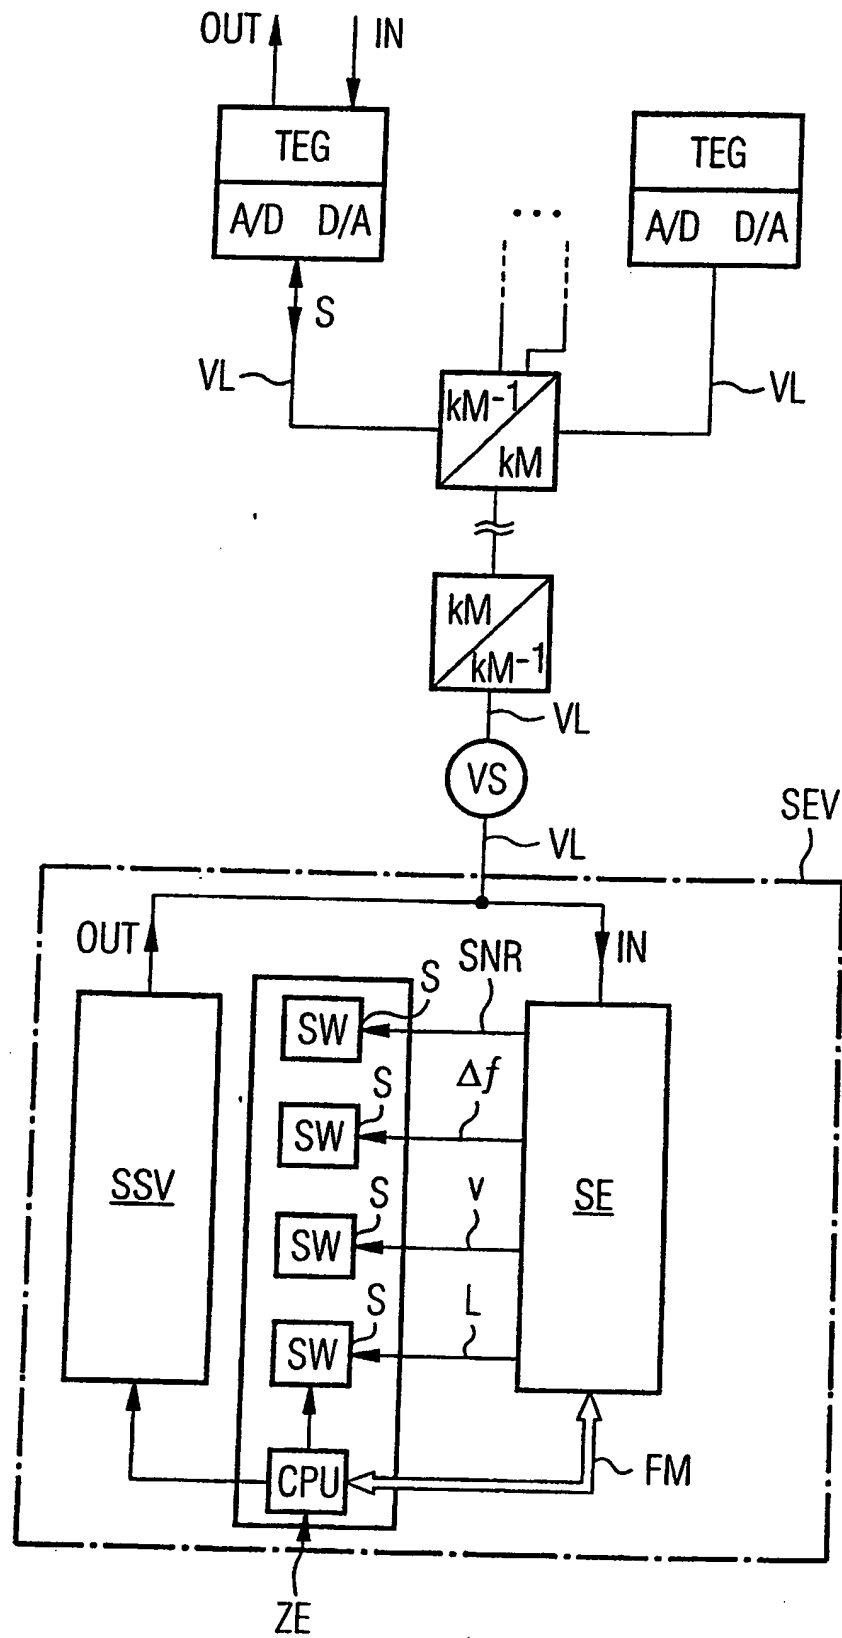 OUT IN
TEG TEG
A/D D/A A/D D/A
S
VL VL
kM-1
kM
kM
kM-1
VL
VS
SEV
VL
OUT SNR IN
S
SW
Δf
S
SW
SSV SE
S v
SW
S L
SW
CPU FM
ZE